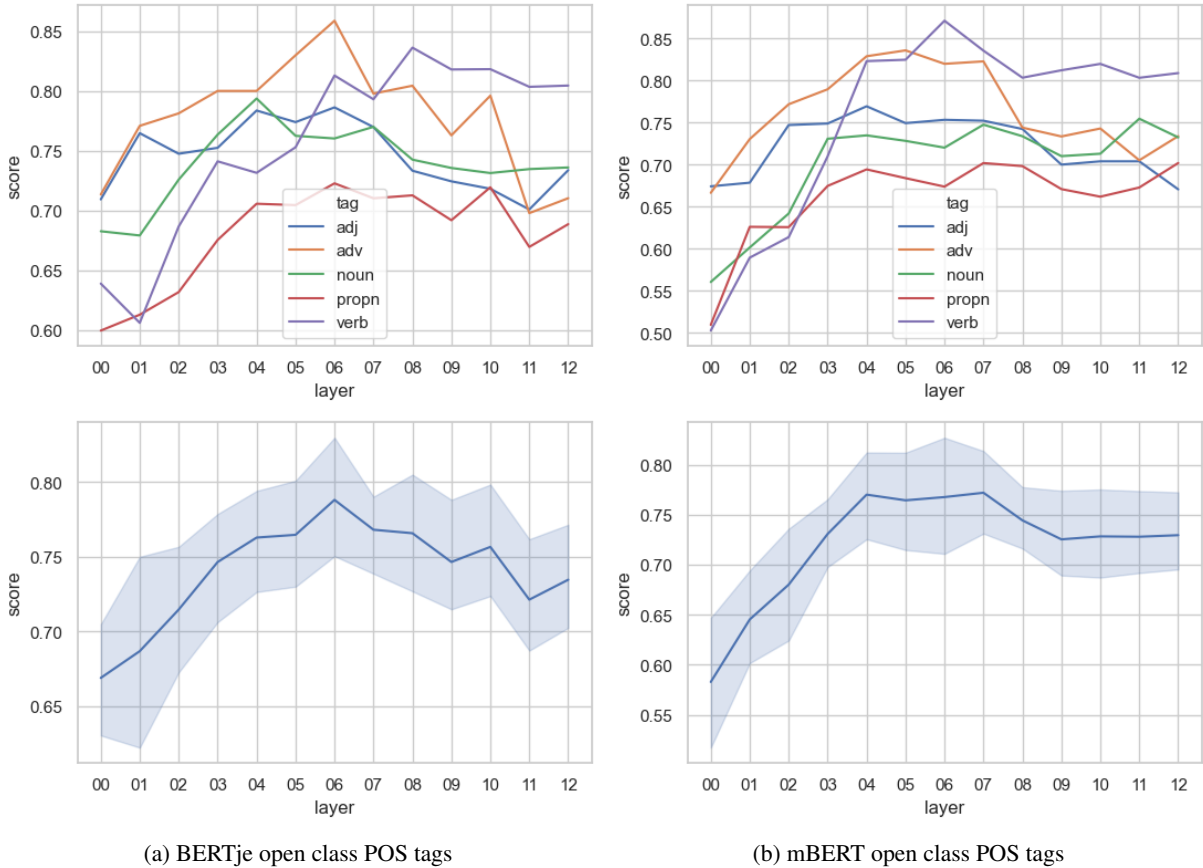 0.85
0.80
0.75
0.70
0.65
0.60
score
tag
adj
adv
noun
propn
verb
00 01 02 03 04 05 06 07 08 09 10 11 12
layer
0.85
0.80
0.75
0.70
0.65
0.60
0.55
0.50
score
tag
adj
adv
noun
propn
verb
00 01 02 03 04 05 06 07 08 09 10 11 12
layer
0.80
0.75
0.70
0.65
score
00 01 02 03 04 05 06 07 08 09 10 11 12
layer
0.80
0.75
0.70
0.65
0.60
0.55
score
00 01 02 03 04 05 06 07 08 09 10 11 12
layer
(a) BERTje open class POS tags
(b) mBERT open class POS tags